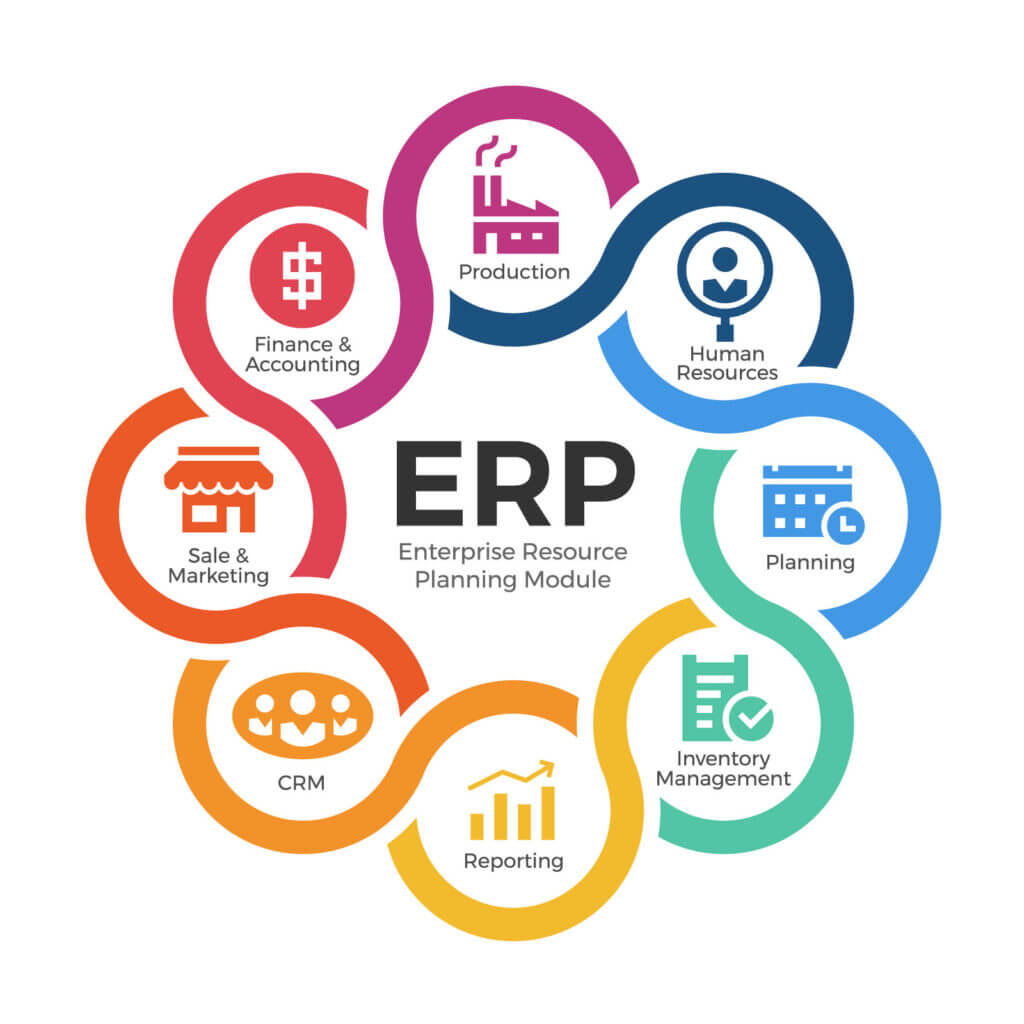 Production
Human
Resources
Finance &
Accounting
ERP
Enterprise Resource
Planning Module
Sale &
Marketing
Planning
CRM
Inventory
Management
Reporting